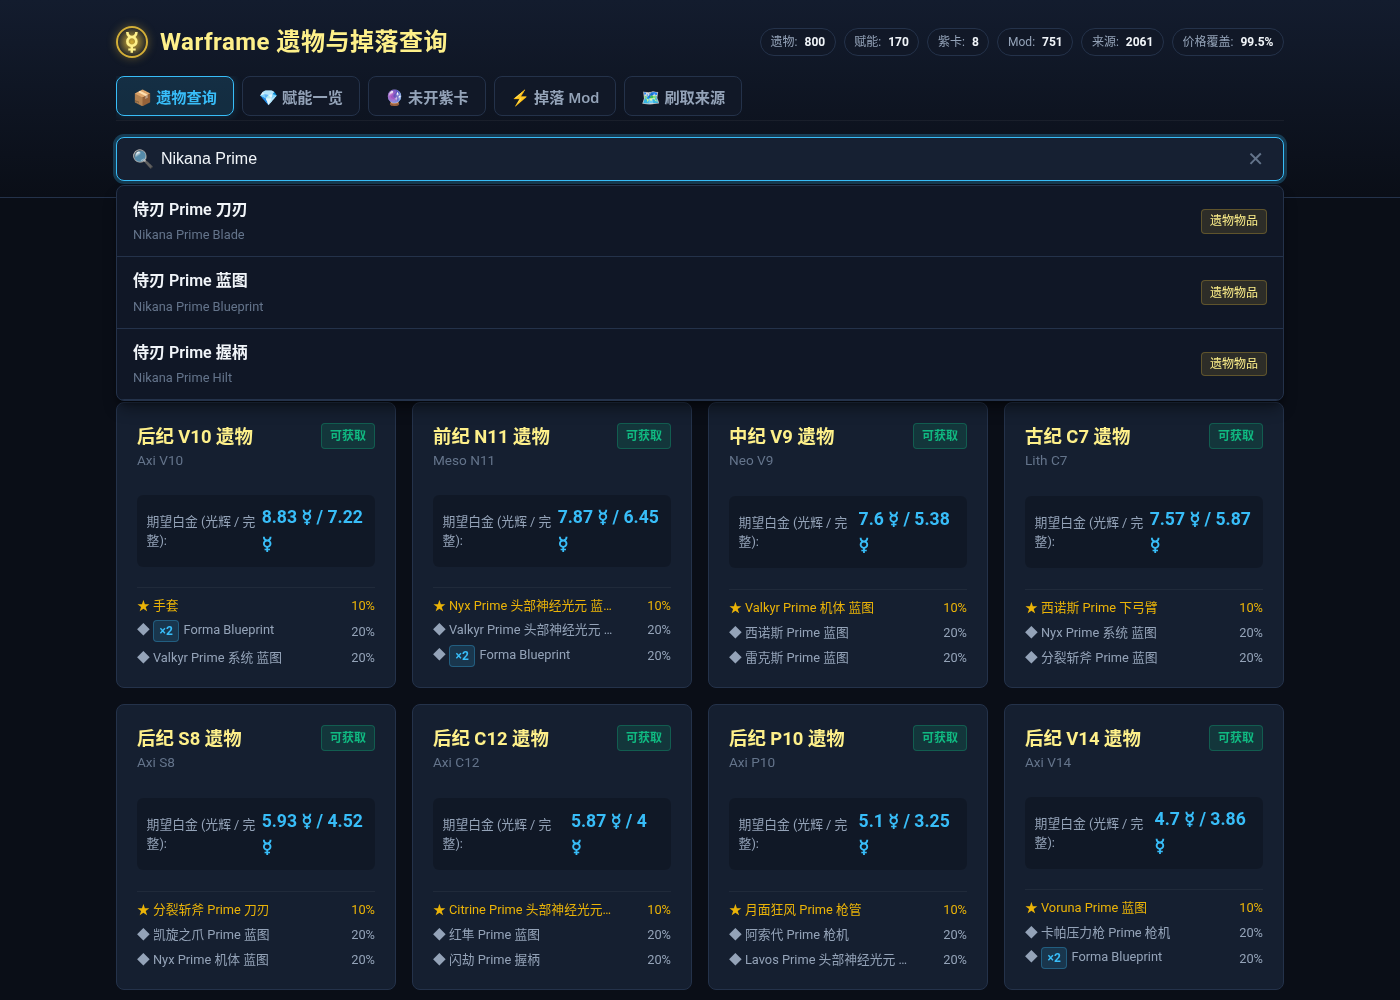 Warframe 遗物与掉落查询
遗物: 800
赋能: 170
紫卡: 8
Mod: 751
来源: 2061
价格覆盖: 99.5%
📦 遗物查询
💎 赋能一览
🔮 未开紫卡
⚡ 掉落 Mod
🗺️ 刷取来源
🔍 Nikana Prime ✕
侍刃 Prime 刀刃
Nikana Prime Blade
遗物物品
侍刃 Prime 蓝图
Nikana Prime Blueprint
遗物物品
侍刃 Prime 握柄
Nikana Prime Hilt
遗物物品
后纪 V10 遗物 可获取
Axi V10
期望白金 (光辉 / 完
整):
8.83 ☿ / 7.22
☿
★ 手套 10%
◆ ×2 Forma Blueprint 20%
◆ Valkyr Prime 系统 蓝图 20%
前纪 N11 遗物 可获取
Meso N11
期望白金 (光辉 / 完
整):
7.87 ☿ / 6.45
☿
★ Nyx Prime 头部神经光元 蓝... 10%
◆ Valkyr Prime 头部神经光元 ... 20%
◆ ×2 Forma Blueprint 20%
中纪 V9 遗物 可获取
Neo V9
期望白金 (光辉 / 完
整):
7.6 ☿ / 5.38
☿
★ Valkyr Prime 机体 蓝图 10%
◆ 西诺斯 Prime 蓝图 20%
◆ 雷克斯 Prime 蓝图 20%
古纪 C7 遗物 可获取
Lith C7
期望白金 (光辉 / 完
整):
7.57 ☿ / 5.87
☿
★ 西诺斯 Prime 下弓臂 10%
◆ Nyx Prime 系统 蓝图 20%
◆ 分裂斩斧 Prime 蓝图 20%
后纪 S8 遗物 可获取
Axi S8
期望白金 (光辉 / 完
整):
5.93 ☿ / 4.52
☿
★ 分裂斩斧 Prime 刀刃 10%
◆ 凯旋之爪 Prime 蓝图 20%
◆ Nyx Prime 机体 蓝图 20%
后纪 C12 遗物 可获取
Axi C12
期望白金 (光辉 / 完
整):
5.87 ☿ / 4
☿
★ Citrine Prime 头部神经光元... 10%
◆ 红隼 Prime 蓝图 20%
◆ 闪劫 Prime 握柄 20%
后纪 P10 遗物 可获取
Axi P10
期望白金 (光辉 / 完
整):
5.1 ☿ / 3.25
☿
★ 月面狂风 Prime 枪管 10%
◆ 阿索代 Prime 枪机 20%
◆ Lavos Prime 头部神经光元 ... 20%
后纪 V14 遗物 可获取
Axi V14
期望白金 (光辉 / 完
整):
4.7 ☿ / 3.86
☿
★ Voruna Prime 蓝图 10%
◆ 卡帕压力枪 Prime 枪机 20%
◆ ×2 Forma Blueprint 20%